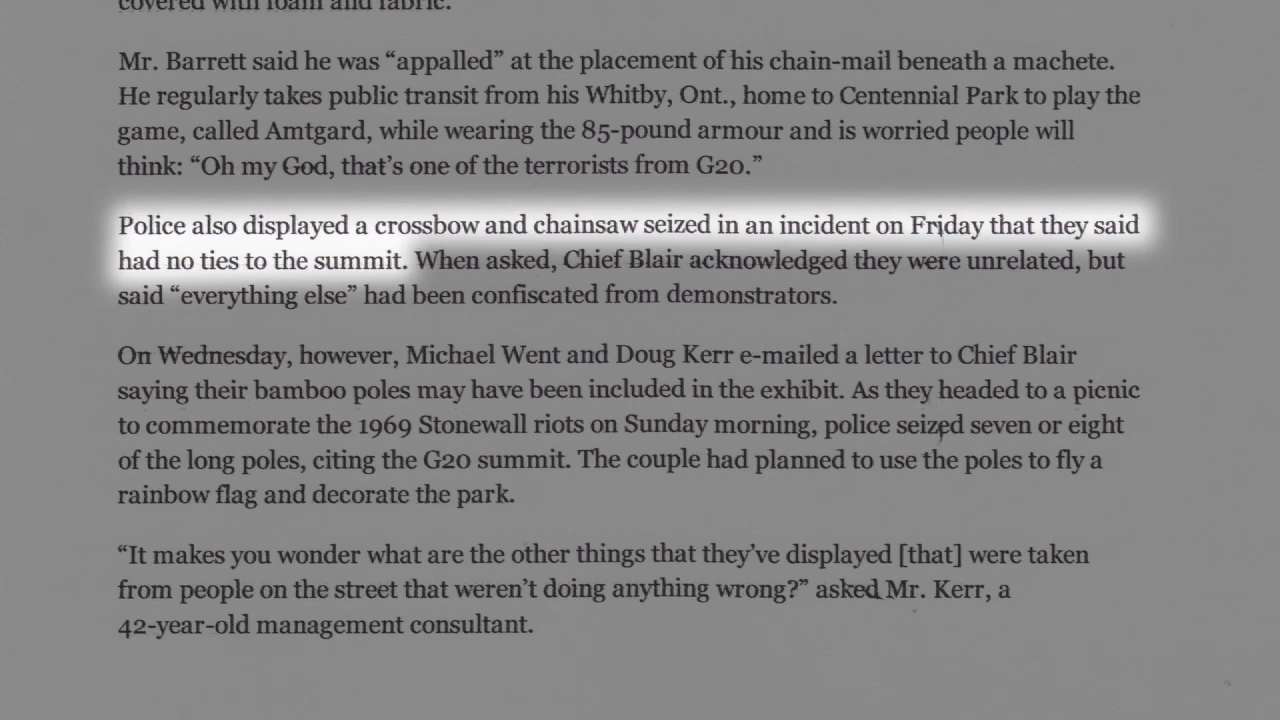 covered with foam and fabric.
Mr. Barrett said he was “appalled” at the placement of his chain-mail beneath a machete.
He regularly takes public transit from his Whitby, Ont., home to Centennial Park to play the
game, called Amtgard, while wearing the 85-pound armour and is worried people will
think: “Oh my God, that’s one of the terrorists from G20.”
Police also displayed a crossbow and chainsaw seized in an incident on Friday that they said
had no ties to the summit. When asked, Chief Blair acknowledged they were unrelated, but
said “everything else” had been confiscated from demonstrators.
On Wednesday, however, Michael Went and Doug Kerr e-mailed a letter to Chief Blair
saying their bamboo poles may have been included in the exhibit. As they headed to a picnic
to commemorate the 1969 Stonewall riots on Sunday morning, police seized seven or eight
of the long poles, citing the G20 summit. The couple had planned to use the poles to fly a
rainbow flag and decorate the park.
“It makes you wonder what are the other things that they’ve displayed [that] were taken
from people on the street that weren’t doing anything wrong?” asked Mr. Kerr, a
42-year-old management consultant.